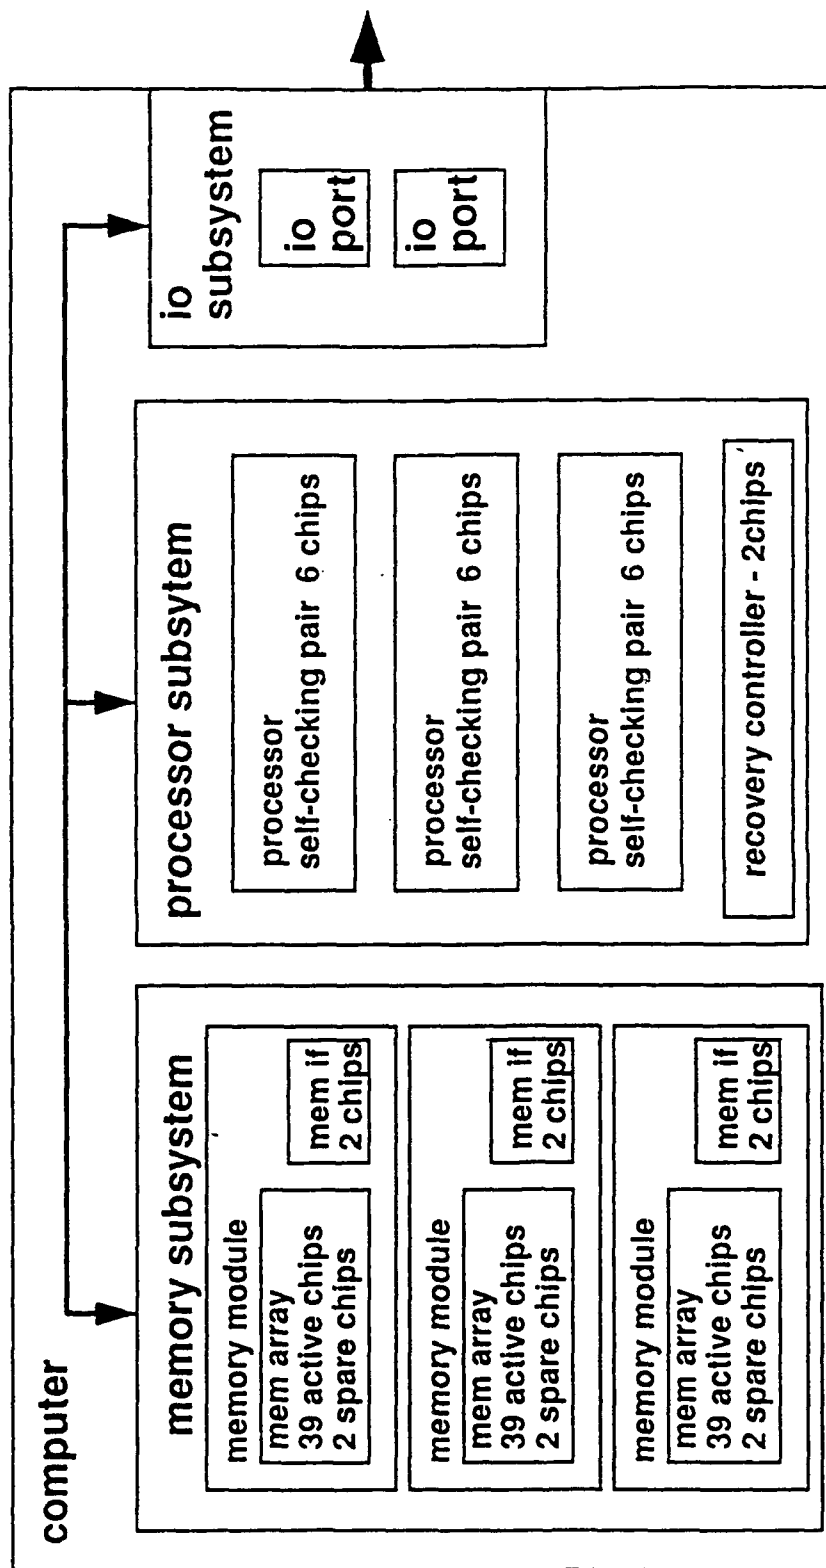 computer
memory subsystem
memory module
mem array
39 active chips
2 spare chips
mem if
2 chips
memory module
mem array
39 active chips
2 spare chips
mem if
2 chips
memory module
mem array
39 active chips
2 spare chips
mem if
2 chips
processor subsytem
processor
self-checking pair 6 chips
processor
self-checking pair 6 chips
processor
self-checking pair 6 chips
recovery controller - 2chips
io
subsystem
io
port
io
port